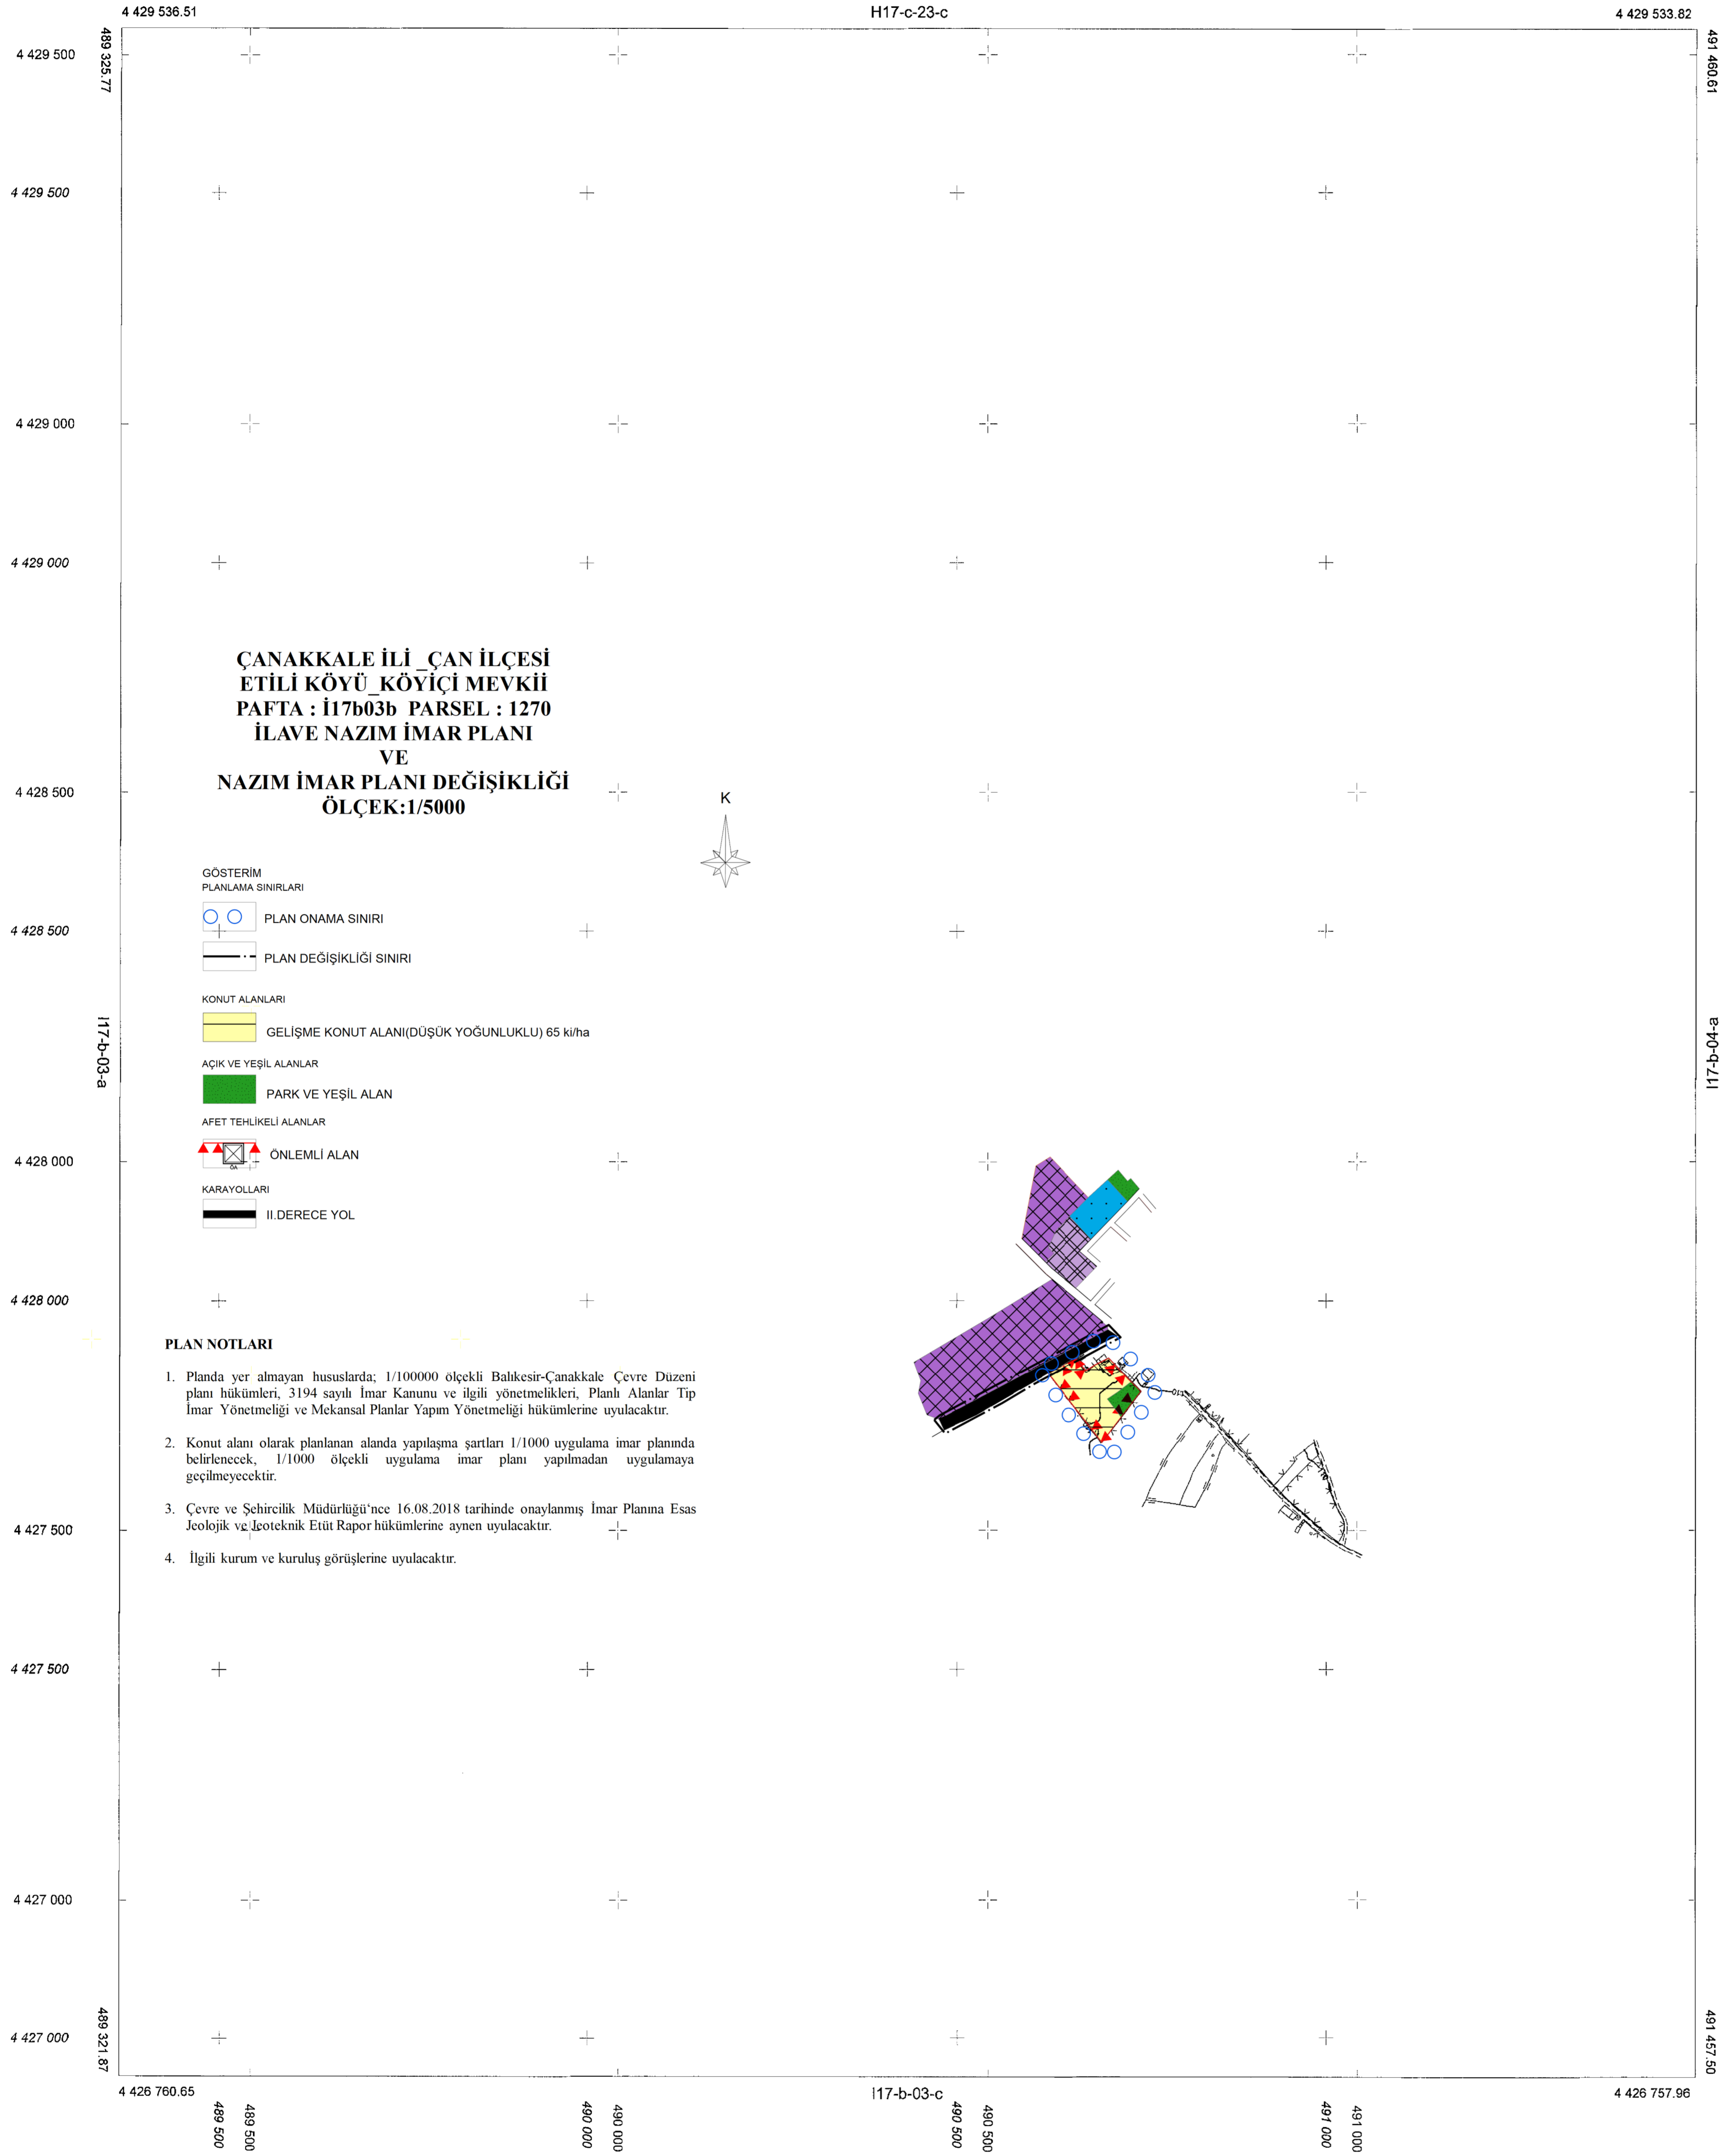 4 429 536.51
H17-c-23-c
4 429 533.82
489 325.77
491 460.61
4 429 500
4 429 500
4 429 000
4 429 000
ÇANAKKALE İLİ _ÇAN İLÇESİ
ETİLİ KÖYÜ_KÖYİÇİ MEVKİİ
PAFTA : İ17b03b PARSEL : 1270
İLAVE NAZIM İMAR PLANI
VE
NAZIM İMAR PLANI DEĞİŞİKLİĞİ
ÖLÇEK:1/5000
4 428 500
K
GÖSTERİM
PLANLAMA SINIRLARI
PLAN ONAMA SINIRI
4 428 500
PLAN DEĞİŞİKLİĞİ SINIRI
KONUT ALANLARI
GELİŞME KONUT ALANI(DÜŞÜK YOĞUNLUKLU) 65 ki/ha
I17-b-03-a
I17-b-04-a
AÇIK VE YEŞİL ALANLAR
PARK VE YEŞİL ALAN
AFET TEHLİKELİ ALANLAR
ÖNLEMLİ ALAN
ÖA
4 428 000
KARAYOLLARI
II.DERECE YOL
4 428 000
PLAN NOTLARI
1. Planda yer almayan hususlarda; 1/100000 ölçekli Balıkesir-Çanakkale Çevre Düzeni
planı hükümleri, 3194 sayılı İmar Kanunu ve ilgili yönetmelikleri, Planlı Alanlar Tip
İmar Yönetmeliği ve Mekansal Planlar Yapım Yönetmeliği hükümlerine uyulacaktır.
2. Konut alanı olarak planlanan alanda yapılaşma şartları 1/1000 uygulama imar planında
belirlenecek, 1/1000 ölçekli uygulama imar planı yapılmadan uygulamaya
geçilmeyecektir.
3. Çevre ve Şehircilik Müdürlüğü'nce 16.08.2018 tarihinde onaylanmış İmar Planına Esas
Jeolojik ve Jeoteknik Etüt Rapor hükümlerine aynen uyulacaktır.
4. İlgili kurum ve kuruluş görüşlerine uyulacaktır.
4 427 500
4 427 500
4 427 000
4 427 000
489 321.87
491 457.50
4 426 760.65
I17-b-03-c
4 426 757.96
489 500
489 500
490 000
490 000
490 500
490 500
491 000
491 000